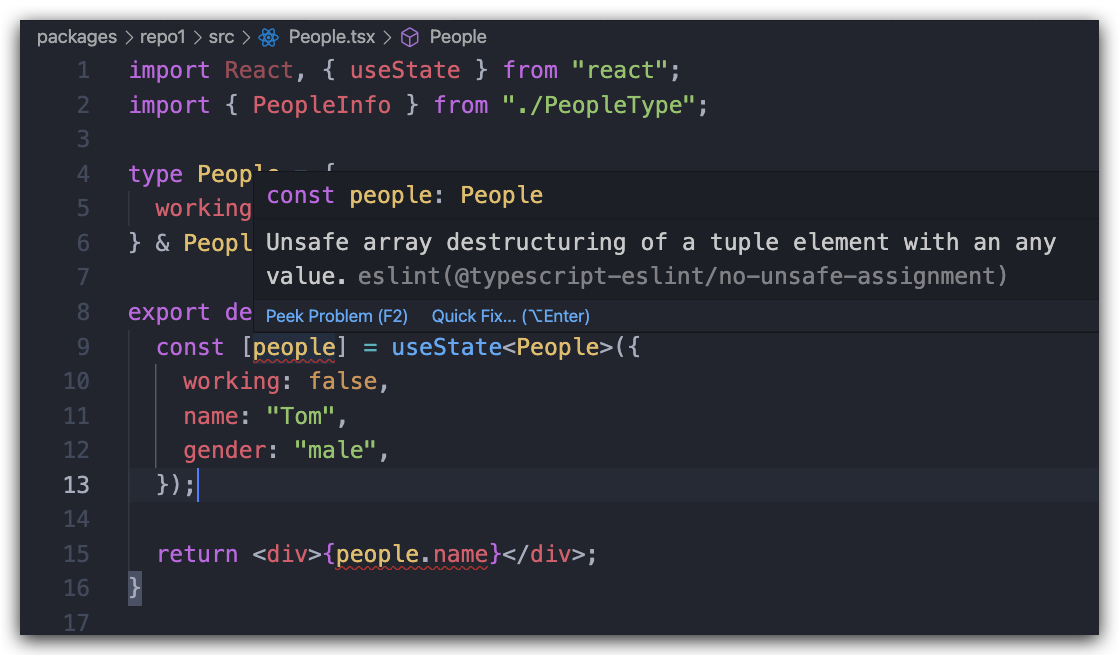 packages > repo1 > src > People.tsx > People
1 import React, { useState } from "react";
2 import { PeopleInfo } from "./PeopleType";
3
4 type People = {
5 working
6 } & Peopl
7
const people: People
Unsafe array destructuring of a tuple element with an any
value. eslint(@typescript-eslint/no-unsafe-assignment)
Peek Problem (F2) Quick Fix... (⌥Enter)
8 export de
9 const [people] = useState<People>({
10 working: false,
11 name: "Tom",
12 gender: "male",
13 });
14
15 return <div>{people.name}</div>;
16 }
17